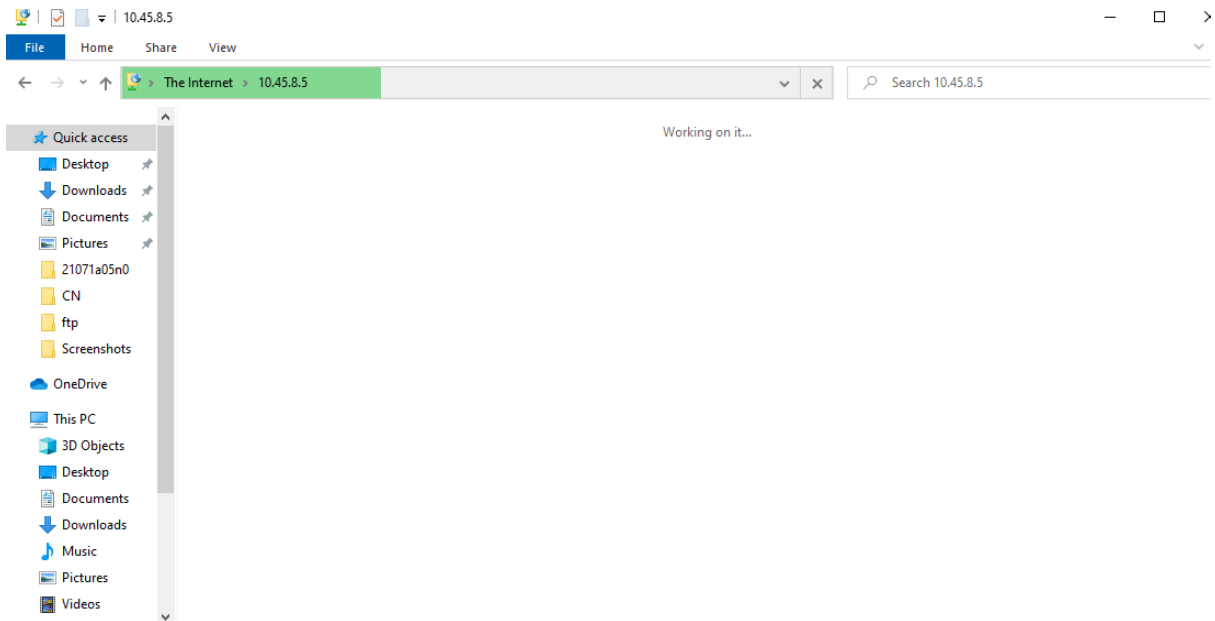 10.45.8.5
File Home Share View
The Internet 10.45.8.5
Search 10.45.8.5
Working on it...
Quick access
Desktop
Downloads
Documents
Pictures
21071a05n0
CN
ftp
Screenshots
OneDrive
This PC
3D Objects
Desktop
Documents
Downloads
Music
Pictures
Videos